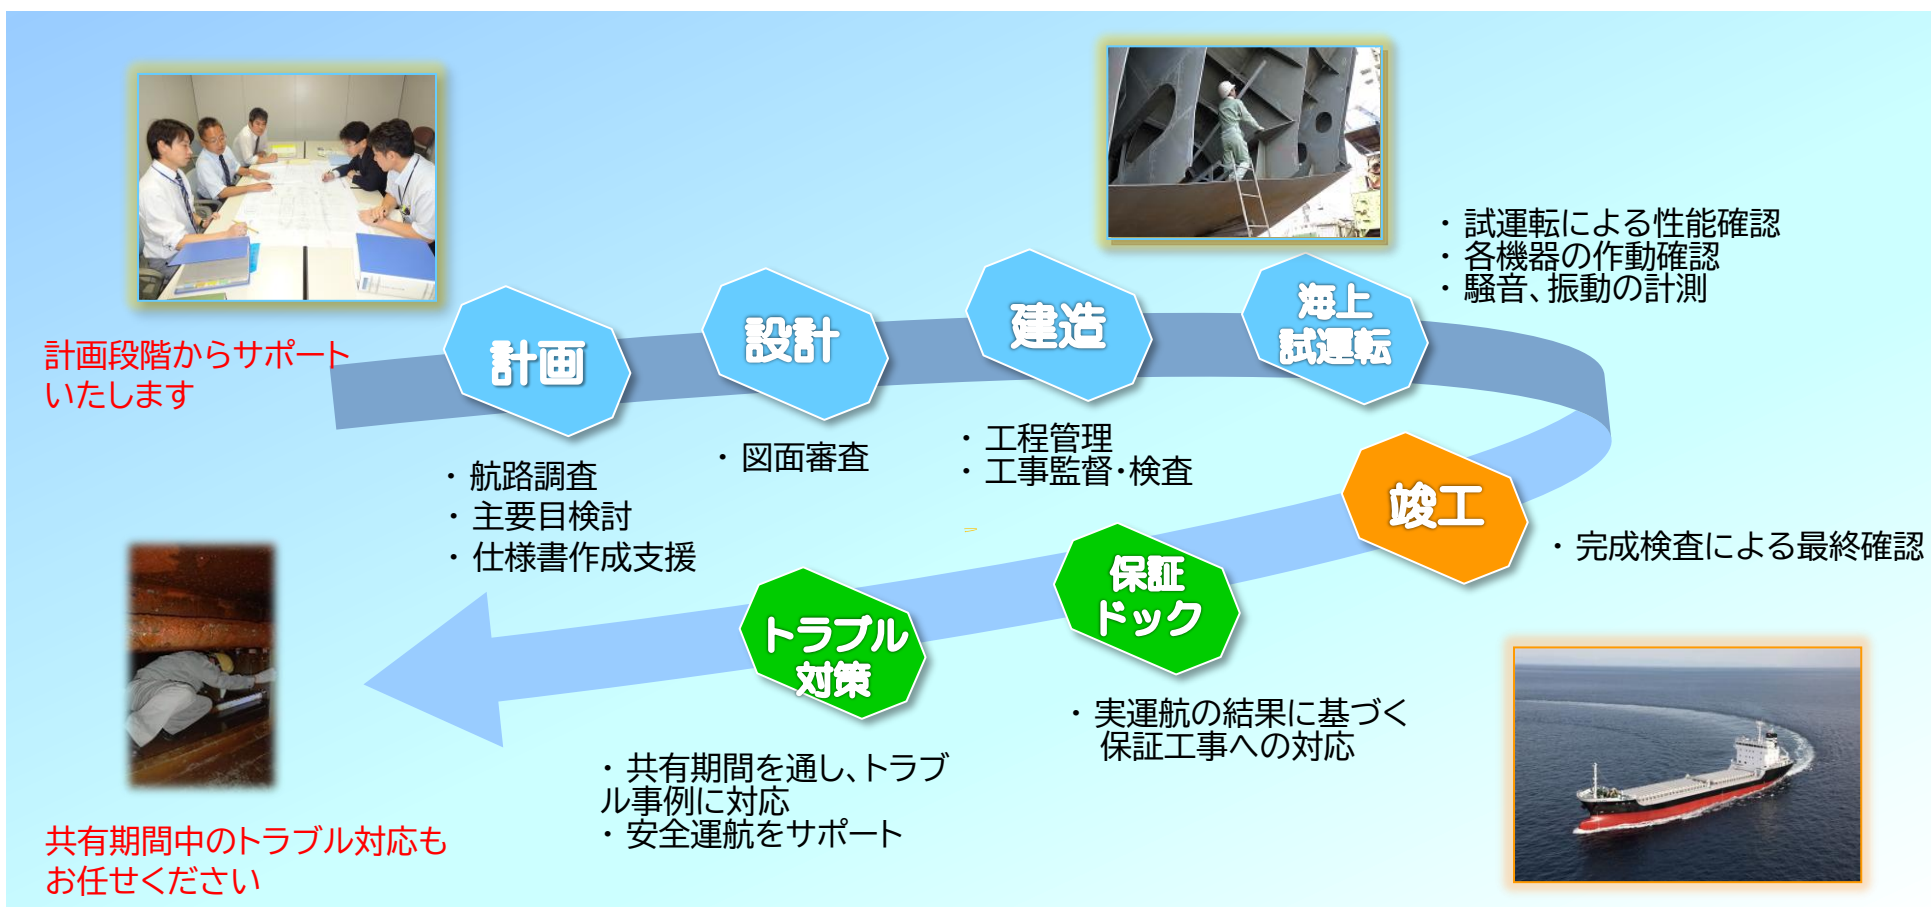 計画段階からサポート
いたします
計画
・ 航路調査
・ 主要目検討
・ 仕様書作成支援
設計
・ 図面審査
建造
・ 工程管理
・ 工事監督・検査
海上
試運転
・ 試運転による性能確認
・ 各機器の作動確認
・ 騒音、振動の計測
竣工
・ 完成検査による最終確認
保証
ドック
・ 実運航の結果に基づく
保証工事への対応
トラブル
対策
・ 共有期間を通し、トラブ
ル事例に対応
・ 安全運航をサポート
共有期間中のトラブル対応も
お任せください